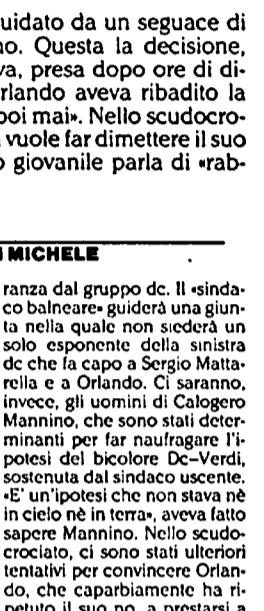 uidato da un seguace di
no. Questa la decisione,
va, presa dopo ore di di-
rlando aveva ribadito la
poi mai». Nello scudocro-
vuole far dimettere il suo
o giovanile parla di «rab-
MICHELE
ranza dal gruppo dc. Il «sinda-
co balneare» guiderà una giun-
ta nella quale non siederà un
solo esponente della sinistra
dc che fa capo a Sergio Matta-
rella e a Orlando. Ci saranno,
invece, gli uomini di Calogero
Mannino, che sono stati deter-
minanti per far naufragare l'i-
potesi del bicolore Dc-Verdi,
sostenuta dal sindaco uscente.
«E' un'ipotesi che non stava nè
in cielo nè in terra», aveva fatto
sapere Mannino. Nello scudo-
crociato, ci sono stati ulteriori
tentativi per convincere Orlan-
do, che caparbiamente ha ri-
petuto il suo no, a prestarsi a